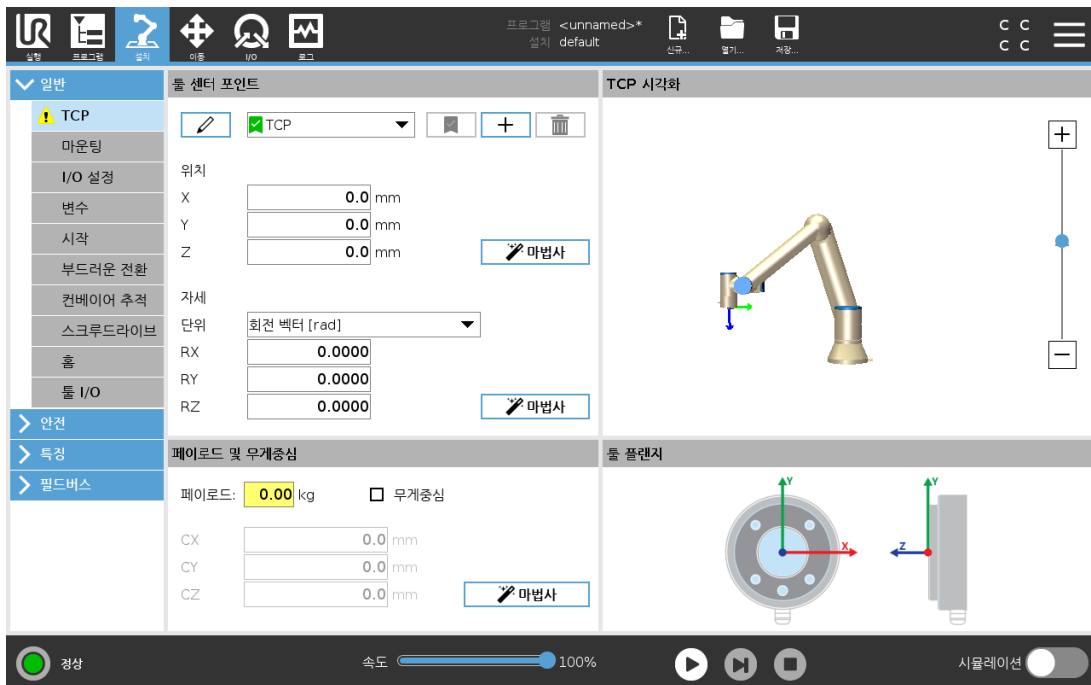 UR
실행
프로그램
설치
이동
I/O
로그
프로그램 <unnamed>*
설치 default
신규...
열기...
저장...
C C
C C
일반
TCP
마운팅
I/O 설정
변수
시작
부드러운 전환
컨베이어 추적
스크루드라이브
홈
툴 I/O
안전
특징
필드버스
툴 센터 포인트
TCP
위치
X 0.0 mm
Y 0.0 mm
Z 0.0 mm 마법사
자세
단위 회전 벡터 [rad]
RX 0.0000
RY 0.0000
RZ 0.0000 마법사
페이로드 및 무게중심
페이로드: 0.00 kg 무게중심
CX 0.0 mm
CY 0.0 mm
CZ 0.0 mm 마법사
TCP 시각화
툴 플랜지
Y
X
Y
Z
정상
속도 100%
시뮬레이션